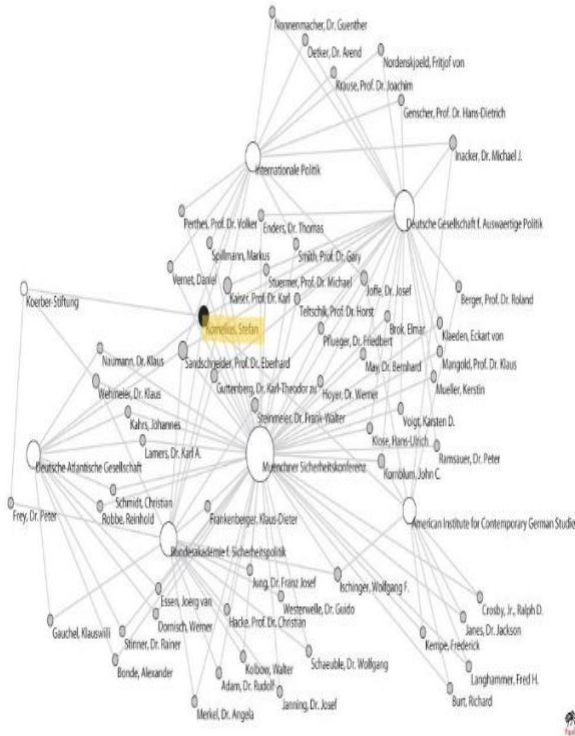 Nonnenmacher, Dr. Guenther
Oetker, Dr. Arend
Nordenskjoeld, Fritjof von
Krause, Prof. Dr. Joachim
Genscher, Prof. Dr. Hans-Dietrich
Inacker, Dr. Michael J.
Internationale Politik
Perthes, Prof. Dr. Volker
Enders, Dr. Thomas
Deutsche Gesellschaft f. Auswaertige Politik
Spillmann, Markus
Smith, Prof. Dr. Gary
Vernet, Daniel
Stuermer, Prof. Dr. Michael
Kaiser, Prof. Dr. Karl
Joffe, Dr. Josef
Koerber-Stiftung
Teltschik, Prof. Dr. Horst
Berger, Prof. Dr. Roland
Kornelius, Stefan
Pflueger, Dr. Friedbert
Brok, Elmar
Klaeden, Eckart von
Naumann, Dr. Klaus
Sandschneider, Prof. Dr. Eberhard
May, Dr. Bernhard
Mangold, Prof. Dr. Klaus
Wehmeier, Dr. Klaus
Guttenberg, Dr. Karl-Theodor zu
Hoyer, Dr. Werner
Mueller, Kerstin
Kahrs, Johannes
Steinmeier, Dr. Frank-Walter
Voigt, Karsten D.
Lamers, Dr. Karl A.
Klose, Hans-Ulrich
Ramsauer, Dr. Peter
Deutsche Atlantische Gesellschaft
Muenchner Sicherheitskonferenz
Kornblum, John C.
Schmidt, Christian
Robbe, Reinhold
Frey, Dr. Peter
Frankenberger, Klaus-Dieter
American Institute for Contemporary German Studie
Bundesakademie f. Sicherheitspolitik
Jung, Dr. Franz Josef
Ischinger, Wolfgang F.
Essen, Joerg van
Westerwelle, Dr. Guido
Crosby, Jr., Ralph D.
Gauchel, Klauswilli
Dornisch, Werner
Hacke, Prof. Dr. Christian
Janes, Dr. Jackson
Stinner, Dr. Rainer
Kempe, Frederick
Bonde, Alexander
Kolbow, Walter
Schaeuble, Dr. Wolfgang
Langhammer, Fred H.
Adam, Dr. Rudolf
Burt, Richard
Merkel, Dr. Angela
Janning, Dr. Josef